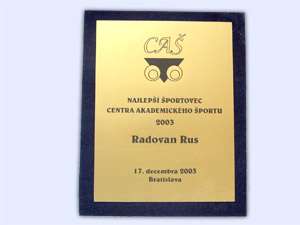 CAŠ
NAJLEPŠÍ ŠPORTOVEC
CENTRA AKADEMICKÉHO ŠPORTU
2003
Radovan Rus
17. decembra 2003
Bratislava